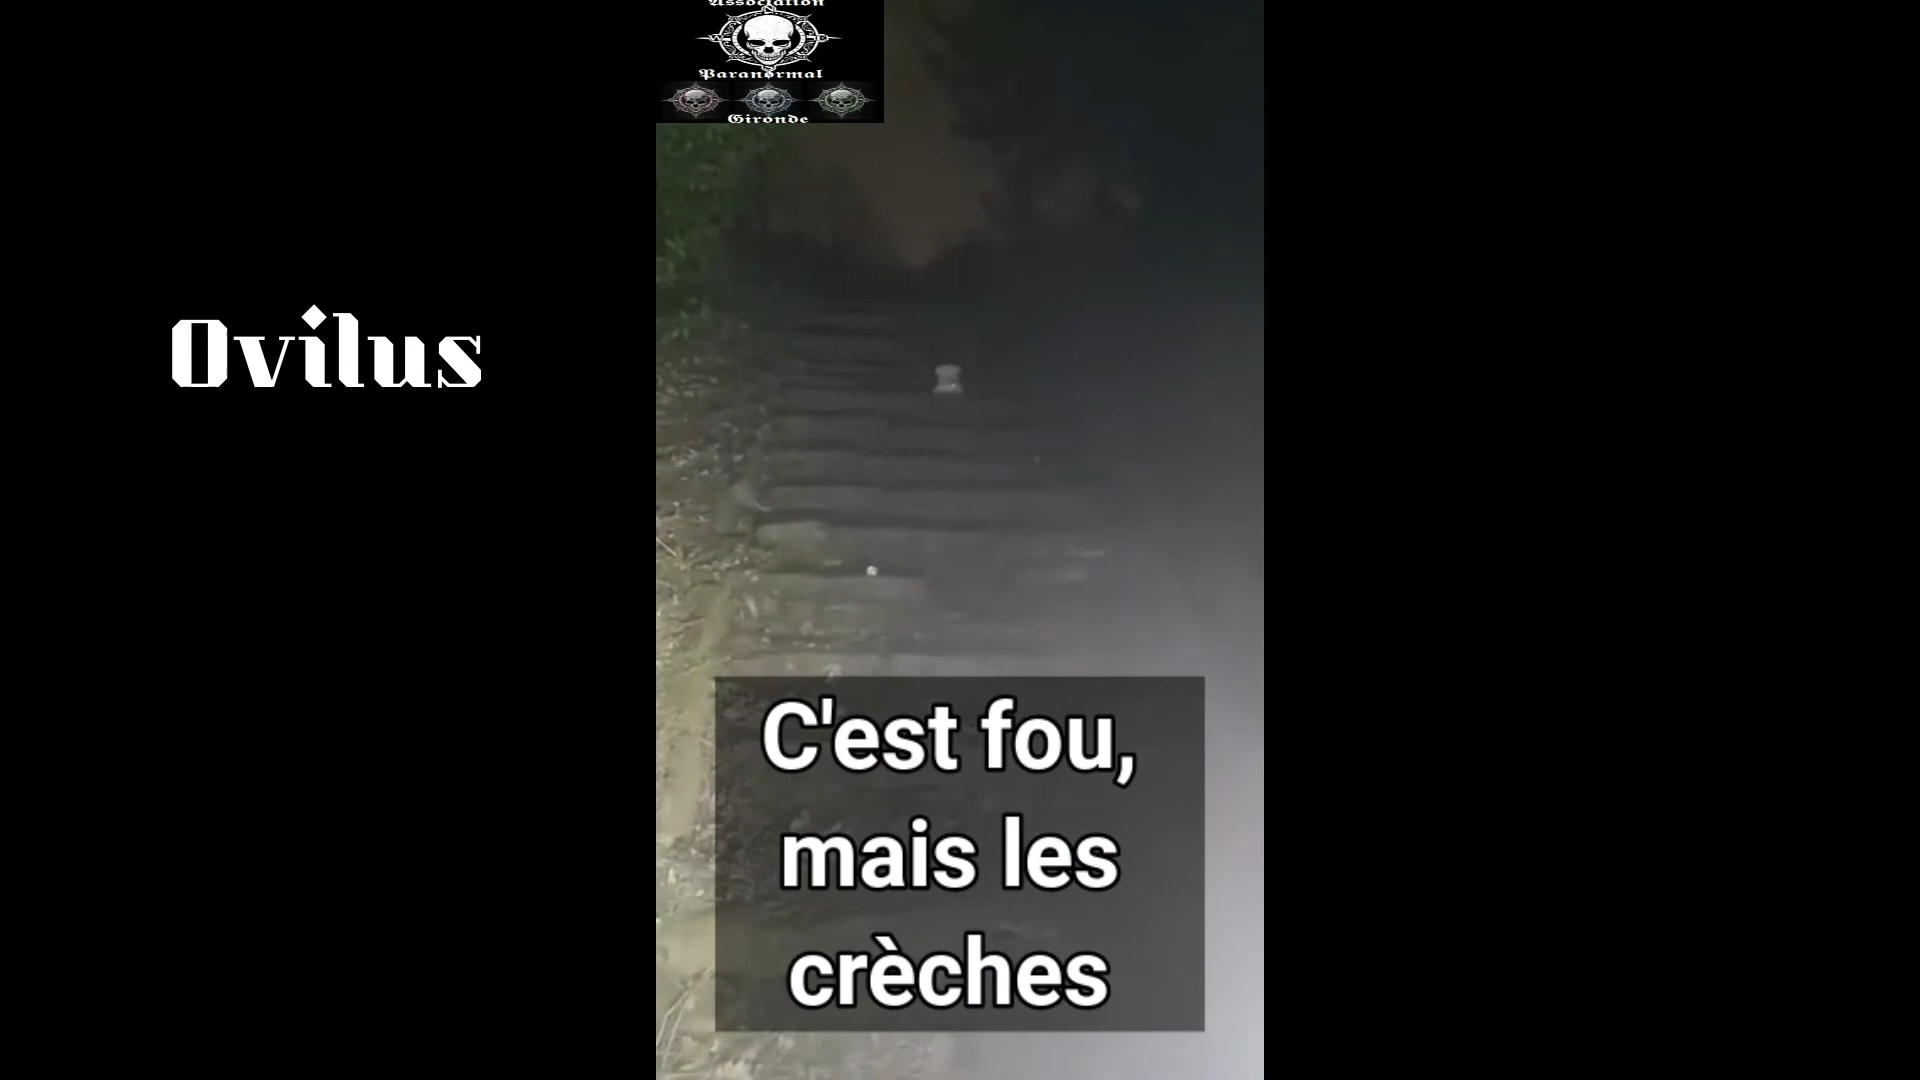 Association
Paranormal
Gironde
Ovilus
C'est fou,
mais les
crèches